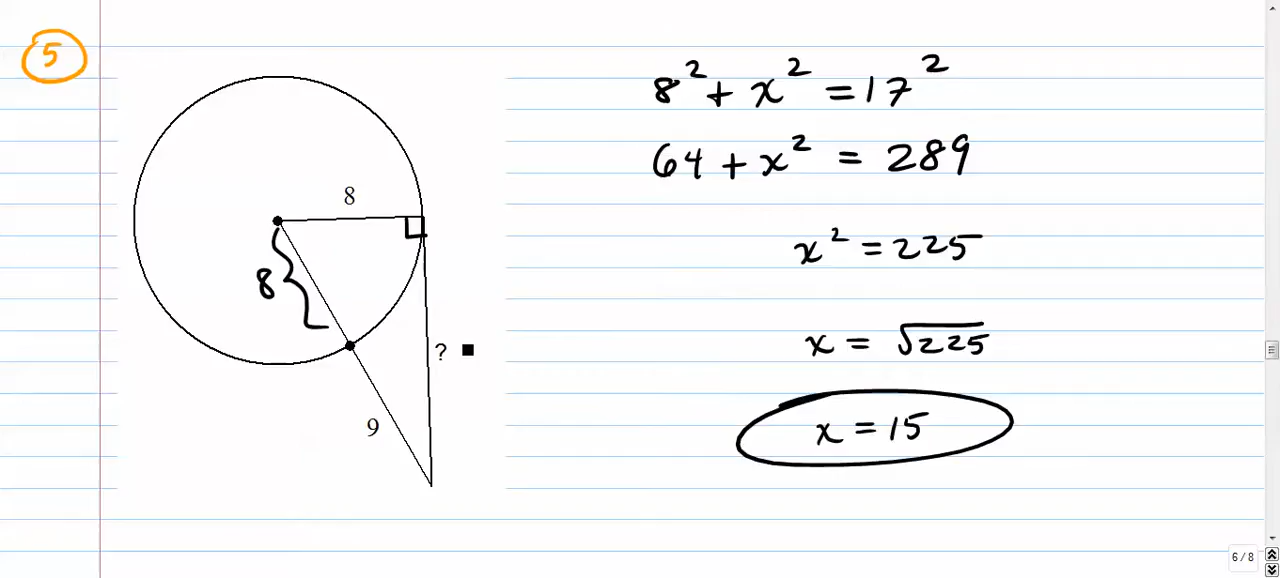 5
8² + x² = 17²
64 + x² = 289
x² = 225
x = √225
x = 15
8
8
?
9
6 / 8